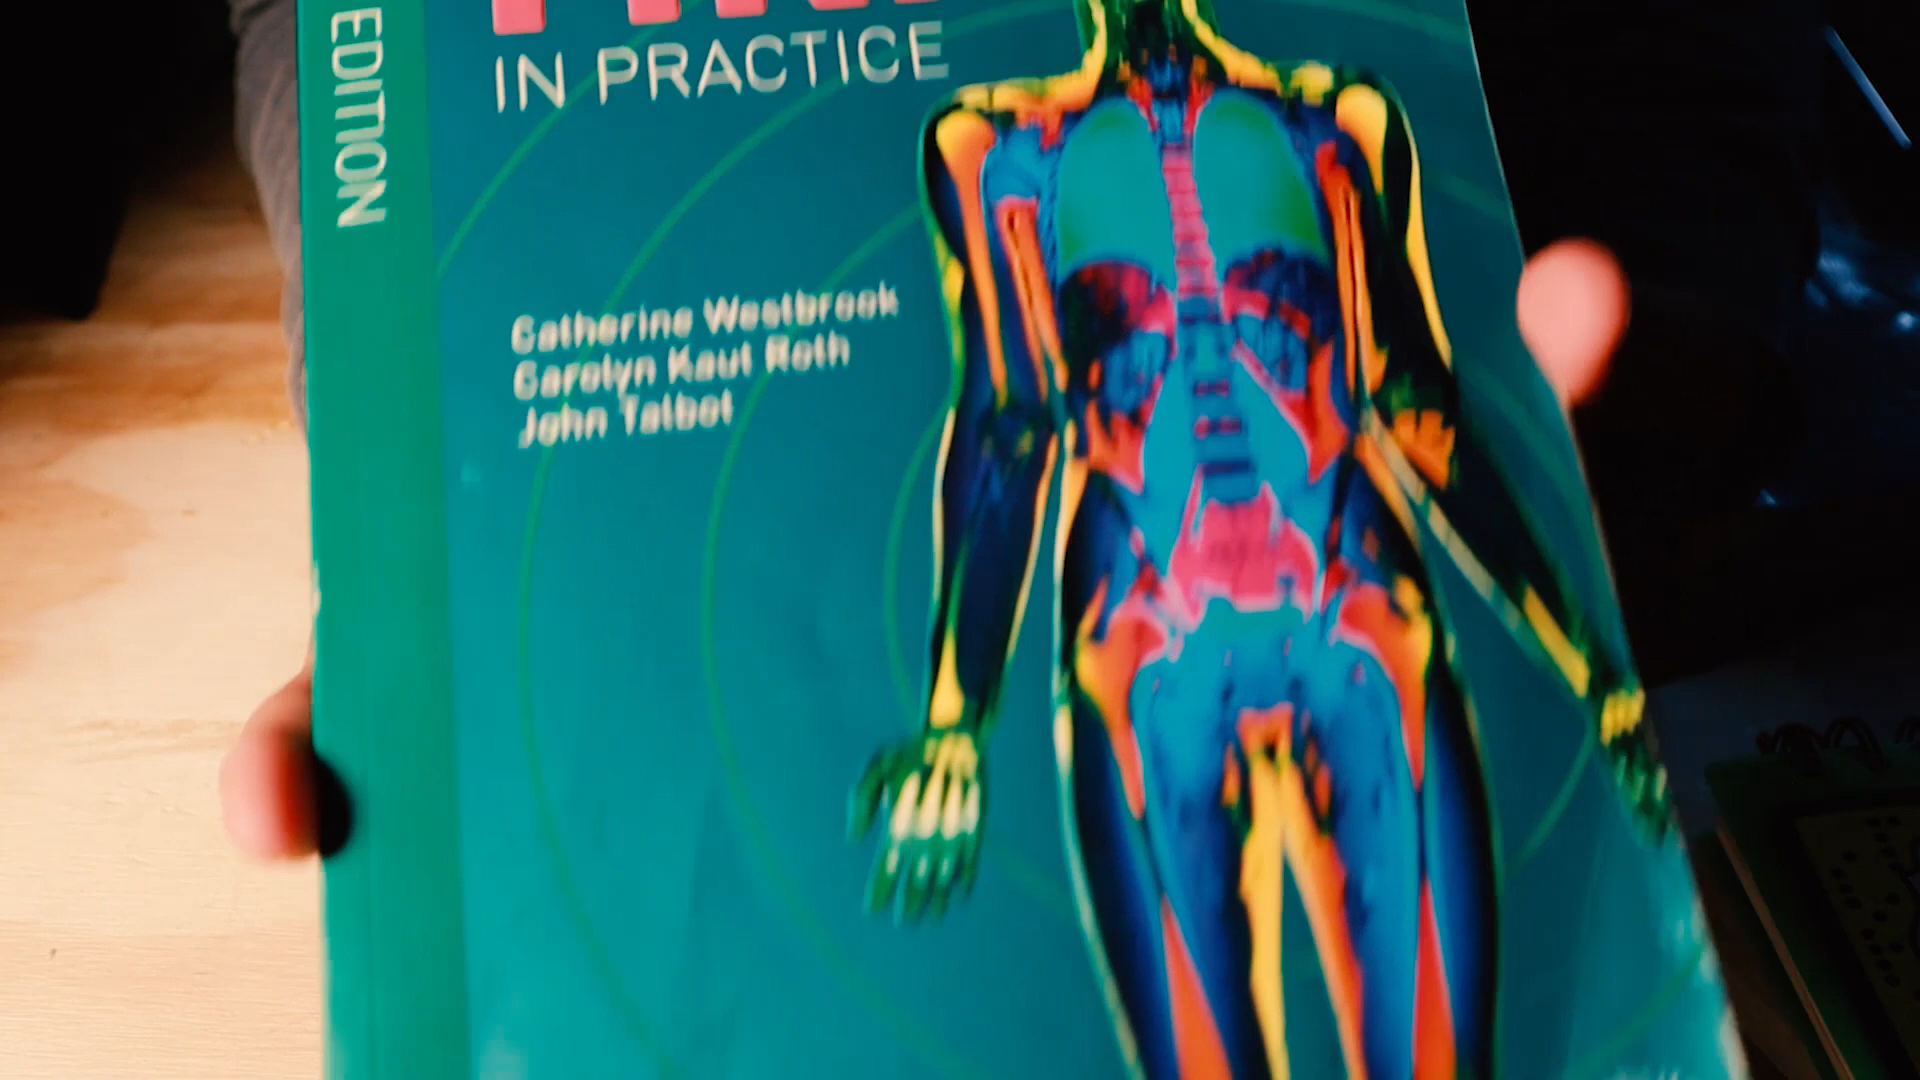 EDITION
IN PRACTICE
Catherine Westbrook
Carolyn Kaut Roth
John Talbot